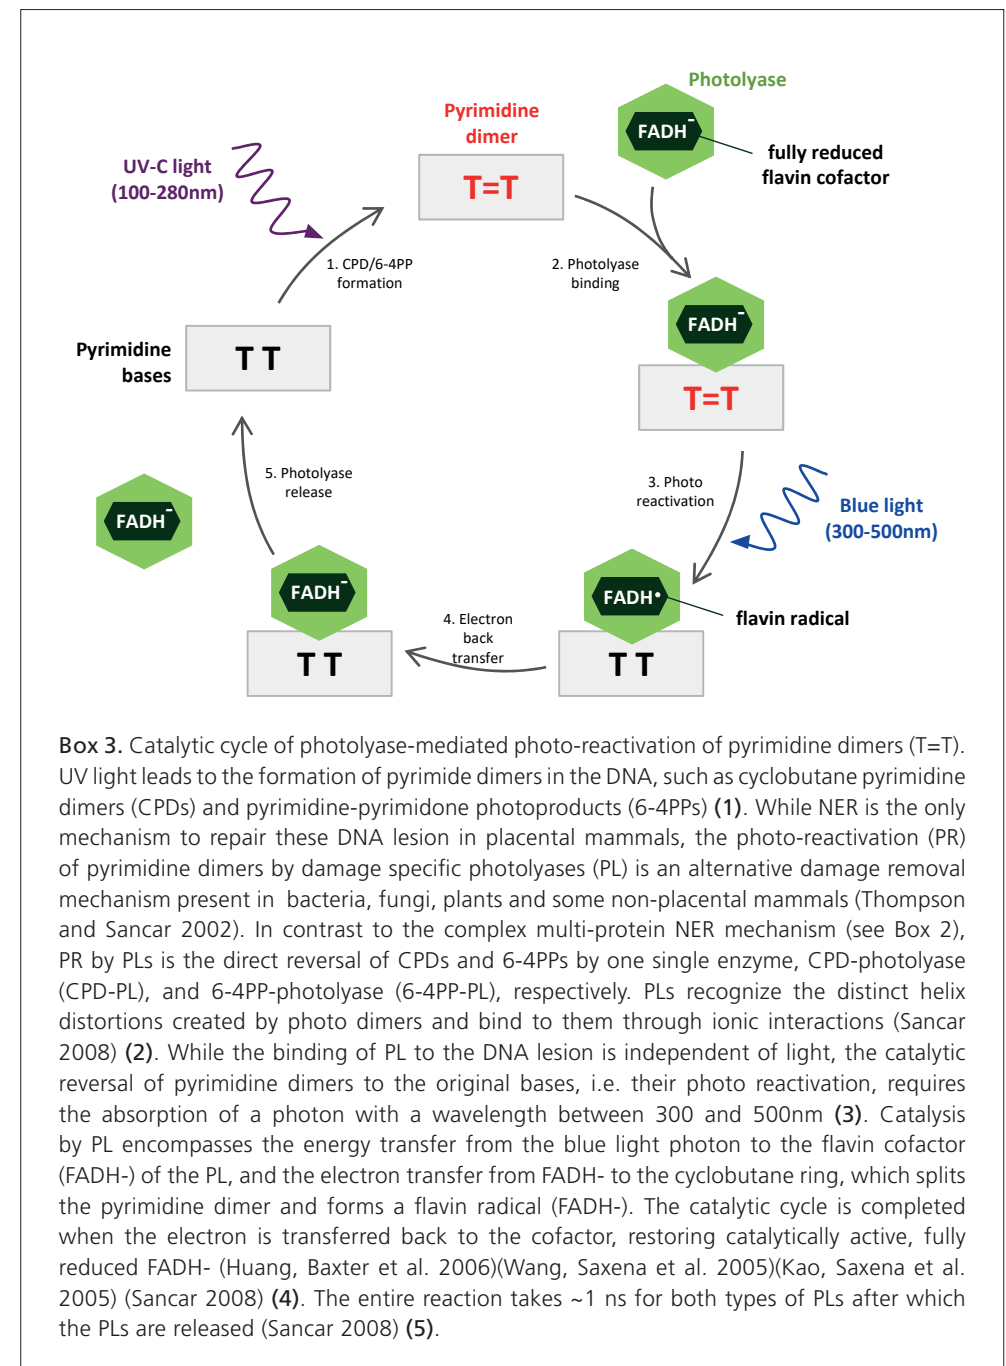 Photolyase
FADH-
fully reduced
flavin cofactor
Pyrimidine
dimer
T=T
UV-C light
(100-280nm)
1. CPD/6-4PP
formation
2. Photolyase
binding
FADH-
T=T
Pyrimidine
bases
T T
3. Photo
reactivation
Blue light
(300-500nm)
5. Photolyase
release
FADH-
FADH-
T T
4. Electron
back
transfer
FADH•
flavin radical
T T
Box 3. Catalytic cycle of photolyase-mediated photo-reactivation of pyrimidine dimers (T=T).
UV light leads to the formation of pyrimide dimers in the DNA, such as cyclobutane pyrimidine
dimers (CPDs) and pyrimidine-pyrimidone photoproducts (6-4PPs) (1). While NER is the only
mechanism to repair these DNA lesion in placental mammals, the photo-reactivation (PR)
of pyrimidine dimers by damage specific photolyases (PL) is an alternative damage removal
mechanism present in bacteria, fungi, plants and some non-placental mammals (Thompson
and Sancar 2002). In contrast to the complex multi-protein NER mechanism (see Box 2),
PR by PLs is the direct reversal of CPDs and 6-4PPs by one single enzyme, CPD-photolyase
(CPD-PL), and 6-4PP-photolyase (6-4PP-PL), respectively. PLs recognize the distinct helix
distortions created by photo dimers and bind to them through ionic interactions (Sancar
2008) (2). While the binding of PL to the DNA lesion is independent of light, the catalytic
reversal of pyrimidine dimers to the original bases, i.e. their photo reactivation, requires
the absorption of a photon with a wavelength between 300 and 500nm (3). Catalysis
by PL encompasses the energy transfer from the blue light photon to the flavin cofactor
(FADH-) of the PL, and the electron transfer from FADH- to the cyclobutane ring, which splits
the pyrimidine dimer and forms a flavin radical (FADH-). The catalytic cycle is completed
when the electron is transferred back to the cofactor, restoring catalytically active, fully
reduced FADH- (Huang, Baxter et al. 2006)(Wang, Saxena et al. 2005)(Kao, Saxena et al.
2005) (Sancar 2008) (4). The entire reaction takes ~1 ns for both types of PLs after which
the PLs are released (Sancar 2008) (5).